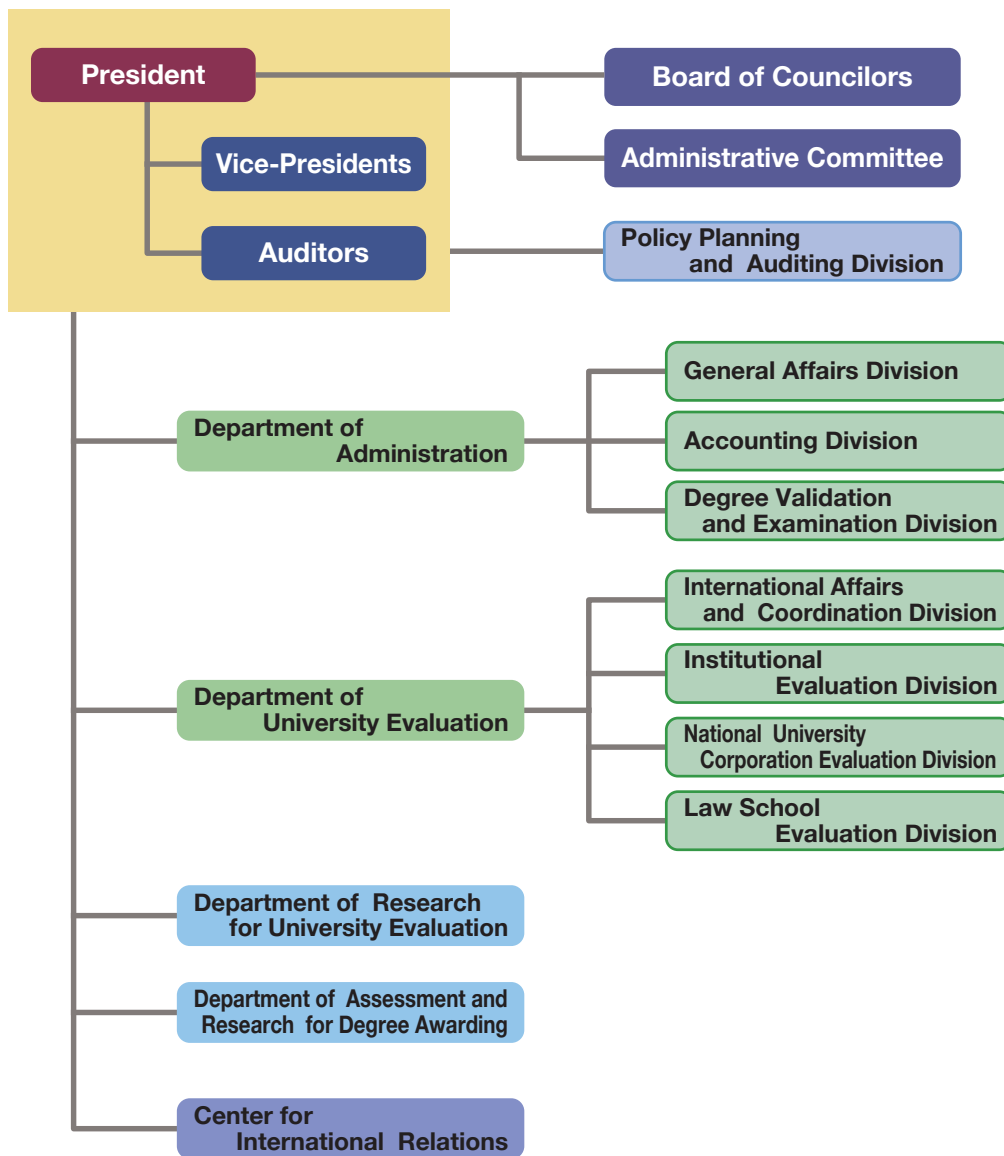 President
Board of Councilors
Vice-Presidents
Administrative Committee
Auditors
Policy Planning
and Auditing Division
General Affairs Division
Department of
Administration
Accounting Division
Degree Validation
and Examination Division
International Affairs
and Coordination Division
Institutional
Evaluation Division
Department of
University Evaluation
National University
Corporation Evaluation Division
Law School
Evaluation Division
Department of Research
for University Evaluation
Department of Assessment and
Research for Degree Awarding
Center for
International Relations